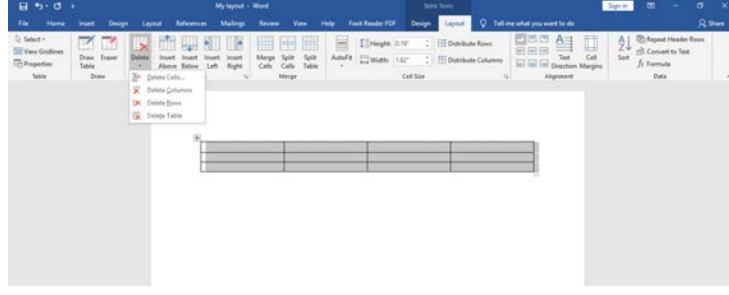 My layout - Word
Table Tools
Sign in
File Home Insert Design Layout References Mailings Review View Help Foxit Reader PDF Design Layout Tell me what you want to do Share
Select
View Gridlines
Properties
Table
Draw Table
Eraser
Draw
Delete
Insert Above
Insert Below
Insert Left
Insert Right
Merge Cells
Split Cells
Split Table
Merge
AutoFit
Height: 0.19"
Width: 1.62"
Distribute Rows
Distribute Columns
Cell Size
Text Direction
Cell Margins
Alignment
Sort
Repeat Header Rows
Convert to Text
Formula
Data
Delete Cells...
Delete Columns
Delete Rows
Delete Table